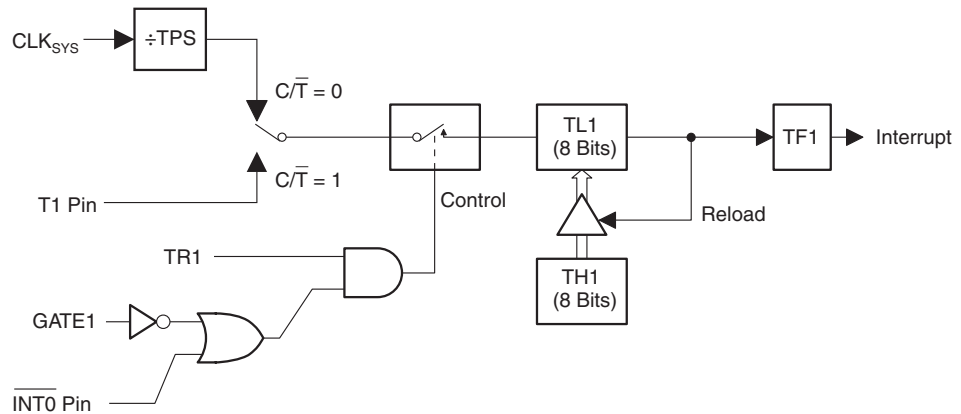 CLK_SYS
÷TPS
C/T̅ = 0
C/T̅ = 1
T1 Pin
TL1
(8 Bits)
TF1
Interrupt
Control
Reload
TR1
TH1
(8 Bits)
GATE1
I̅N̅T̅0̅ Pin